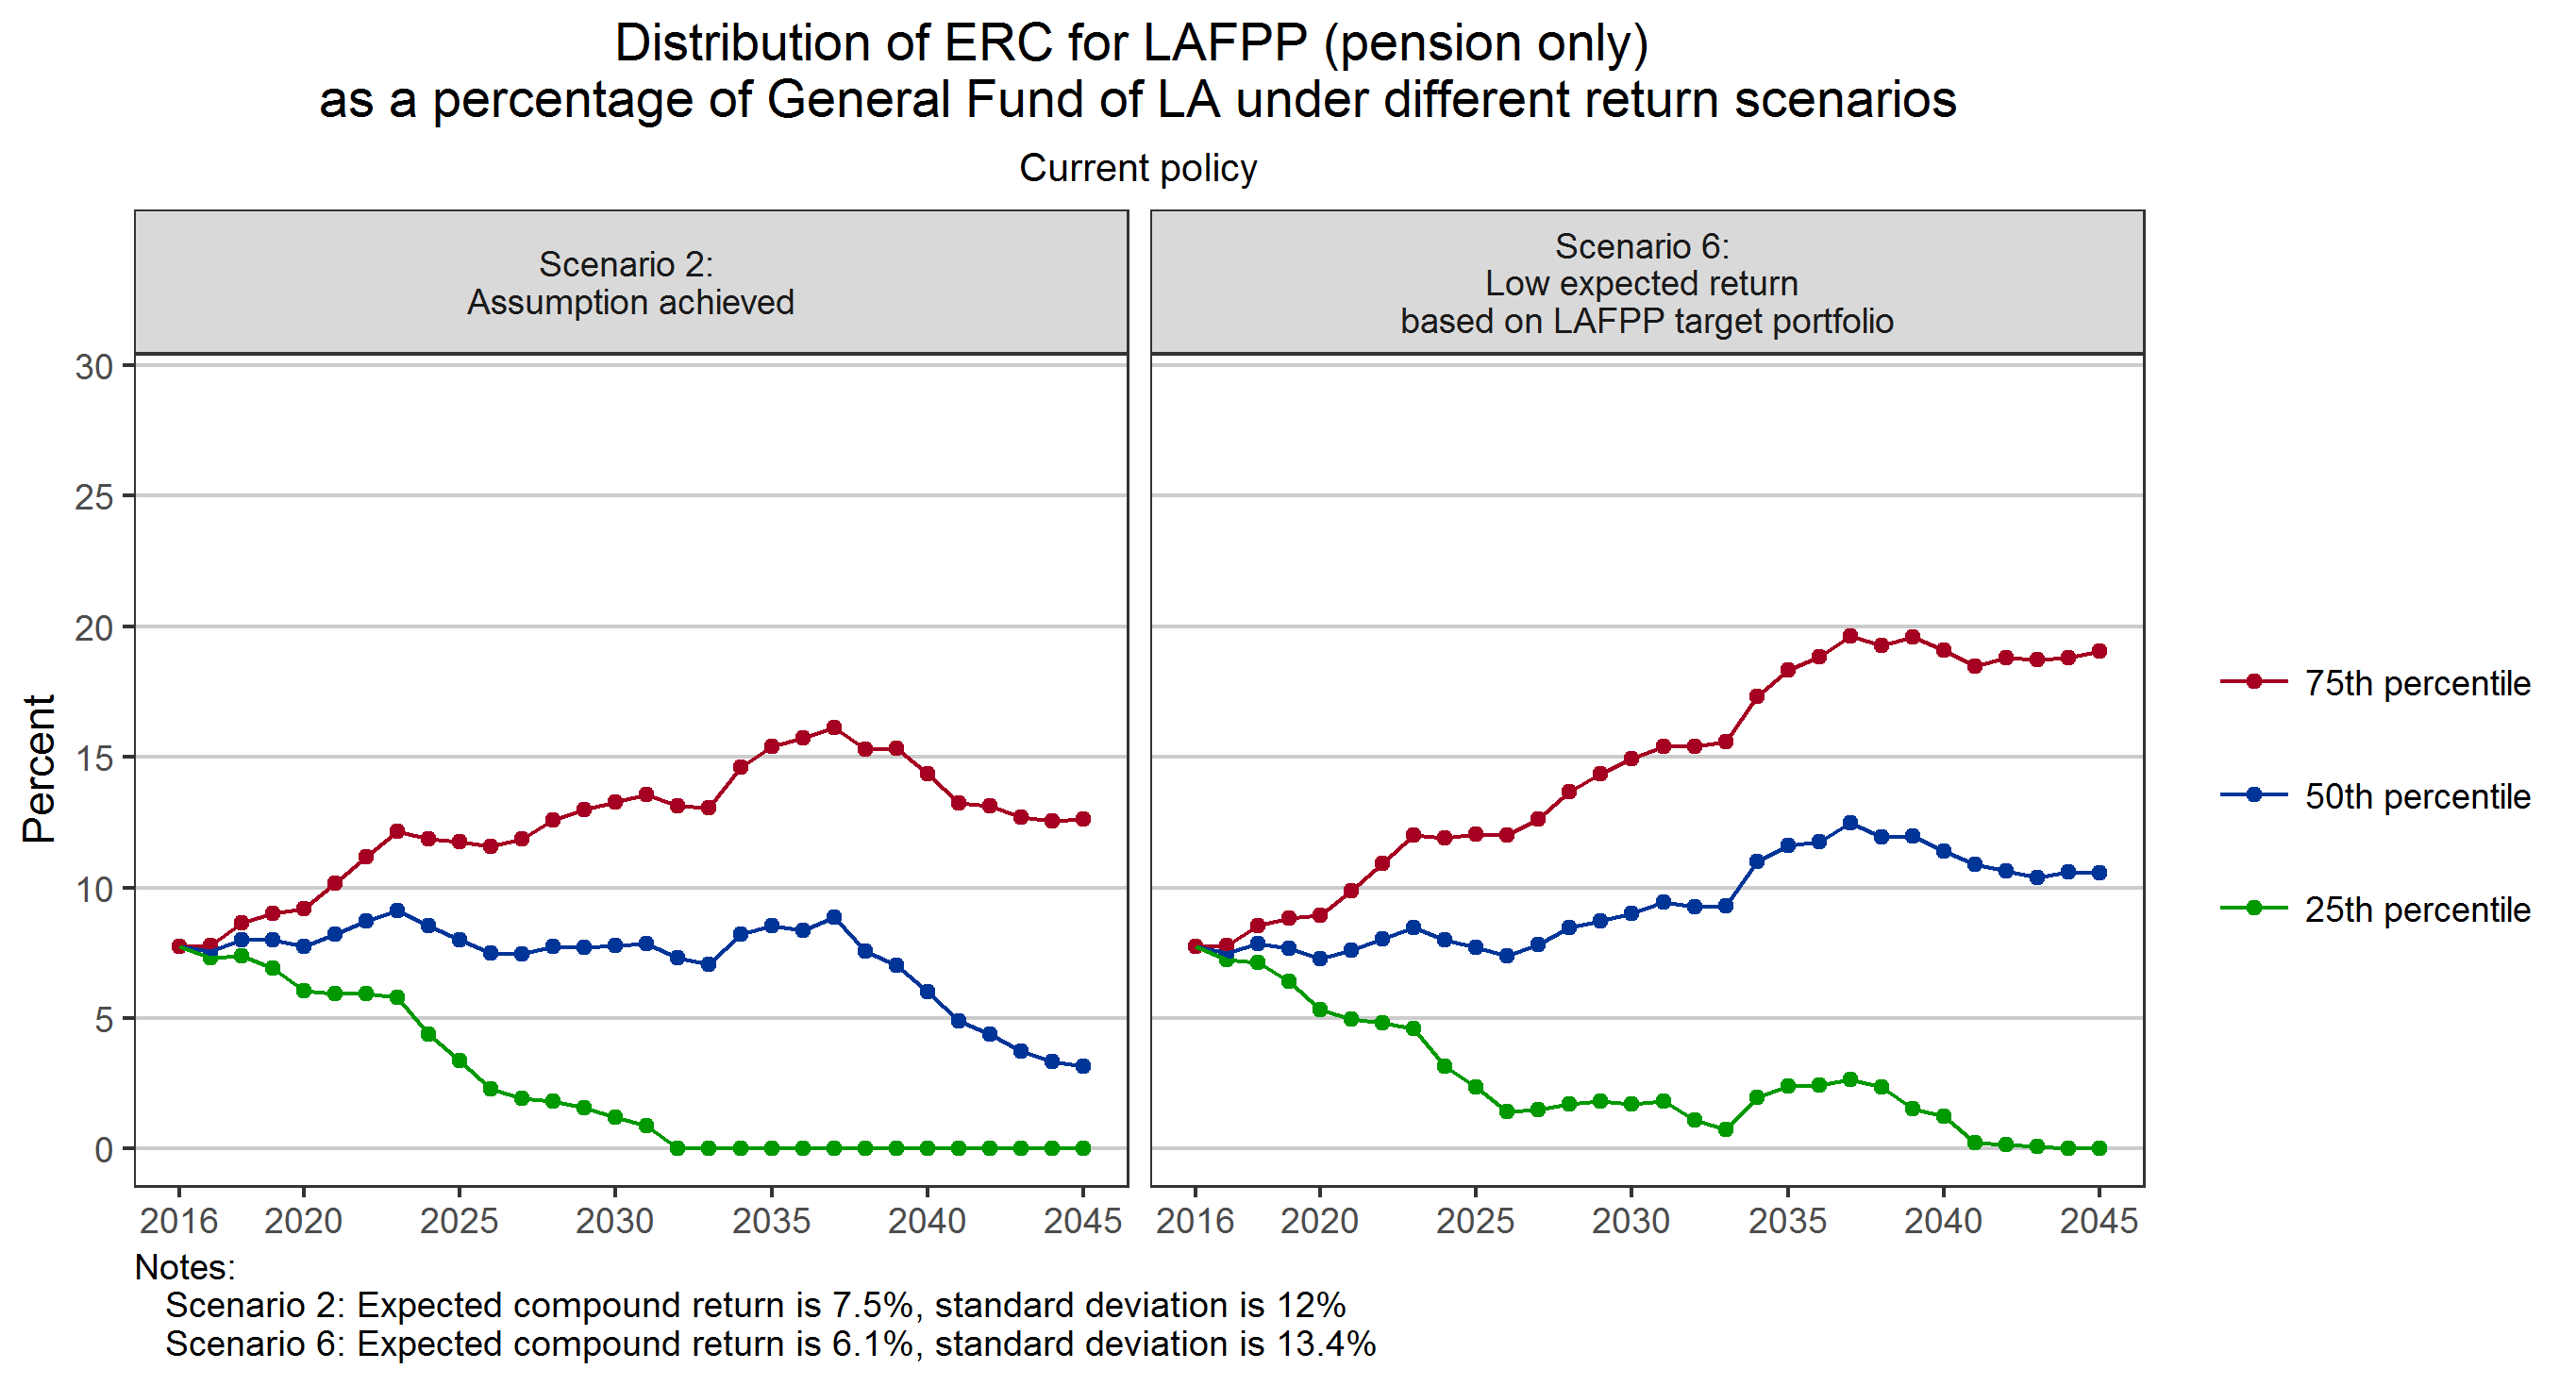 Distribution of ERC for LAFPP (pension only)
as a percentage of General Fund of LA under different return scenarios
Current policy
Scenario 2:
Assumption achieved
Scenario 6:
Low expected return
based on LAFPP target portfolio
Percent
30
25
20
15
10
5
0
2016 2020 2025 2030 2035 2040 2045
2016 2020 2025 2030 2035 2040 2045
75th percentile
50th percentile
25th percentile
Notes:
Scenario 2: Expected compound return is 7.5%, standard deviation is 12%
Scenario 6: Expected compound return is 6.1%, standard deviation is 13.4%